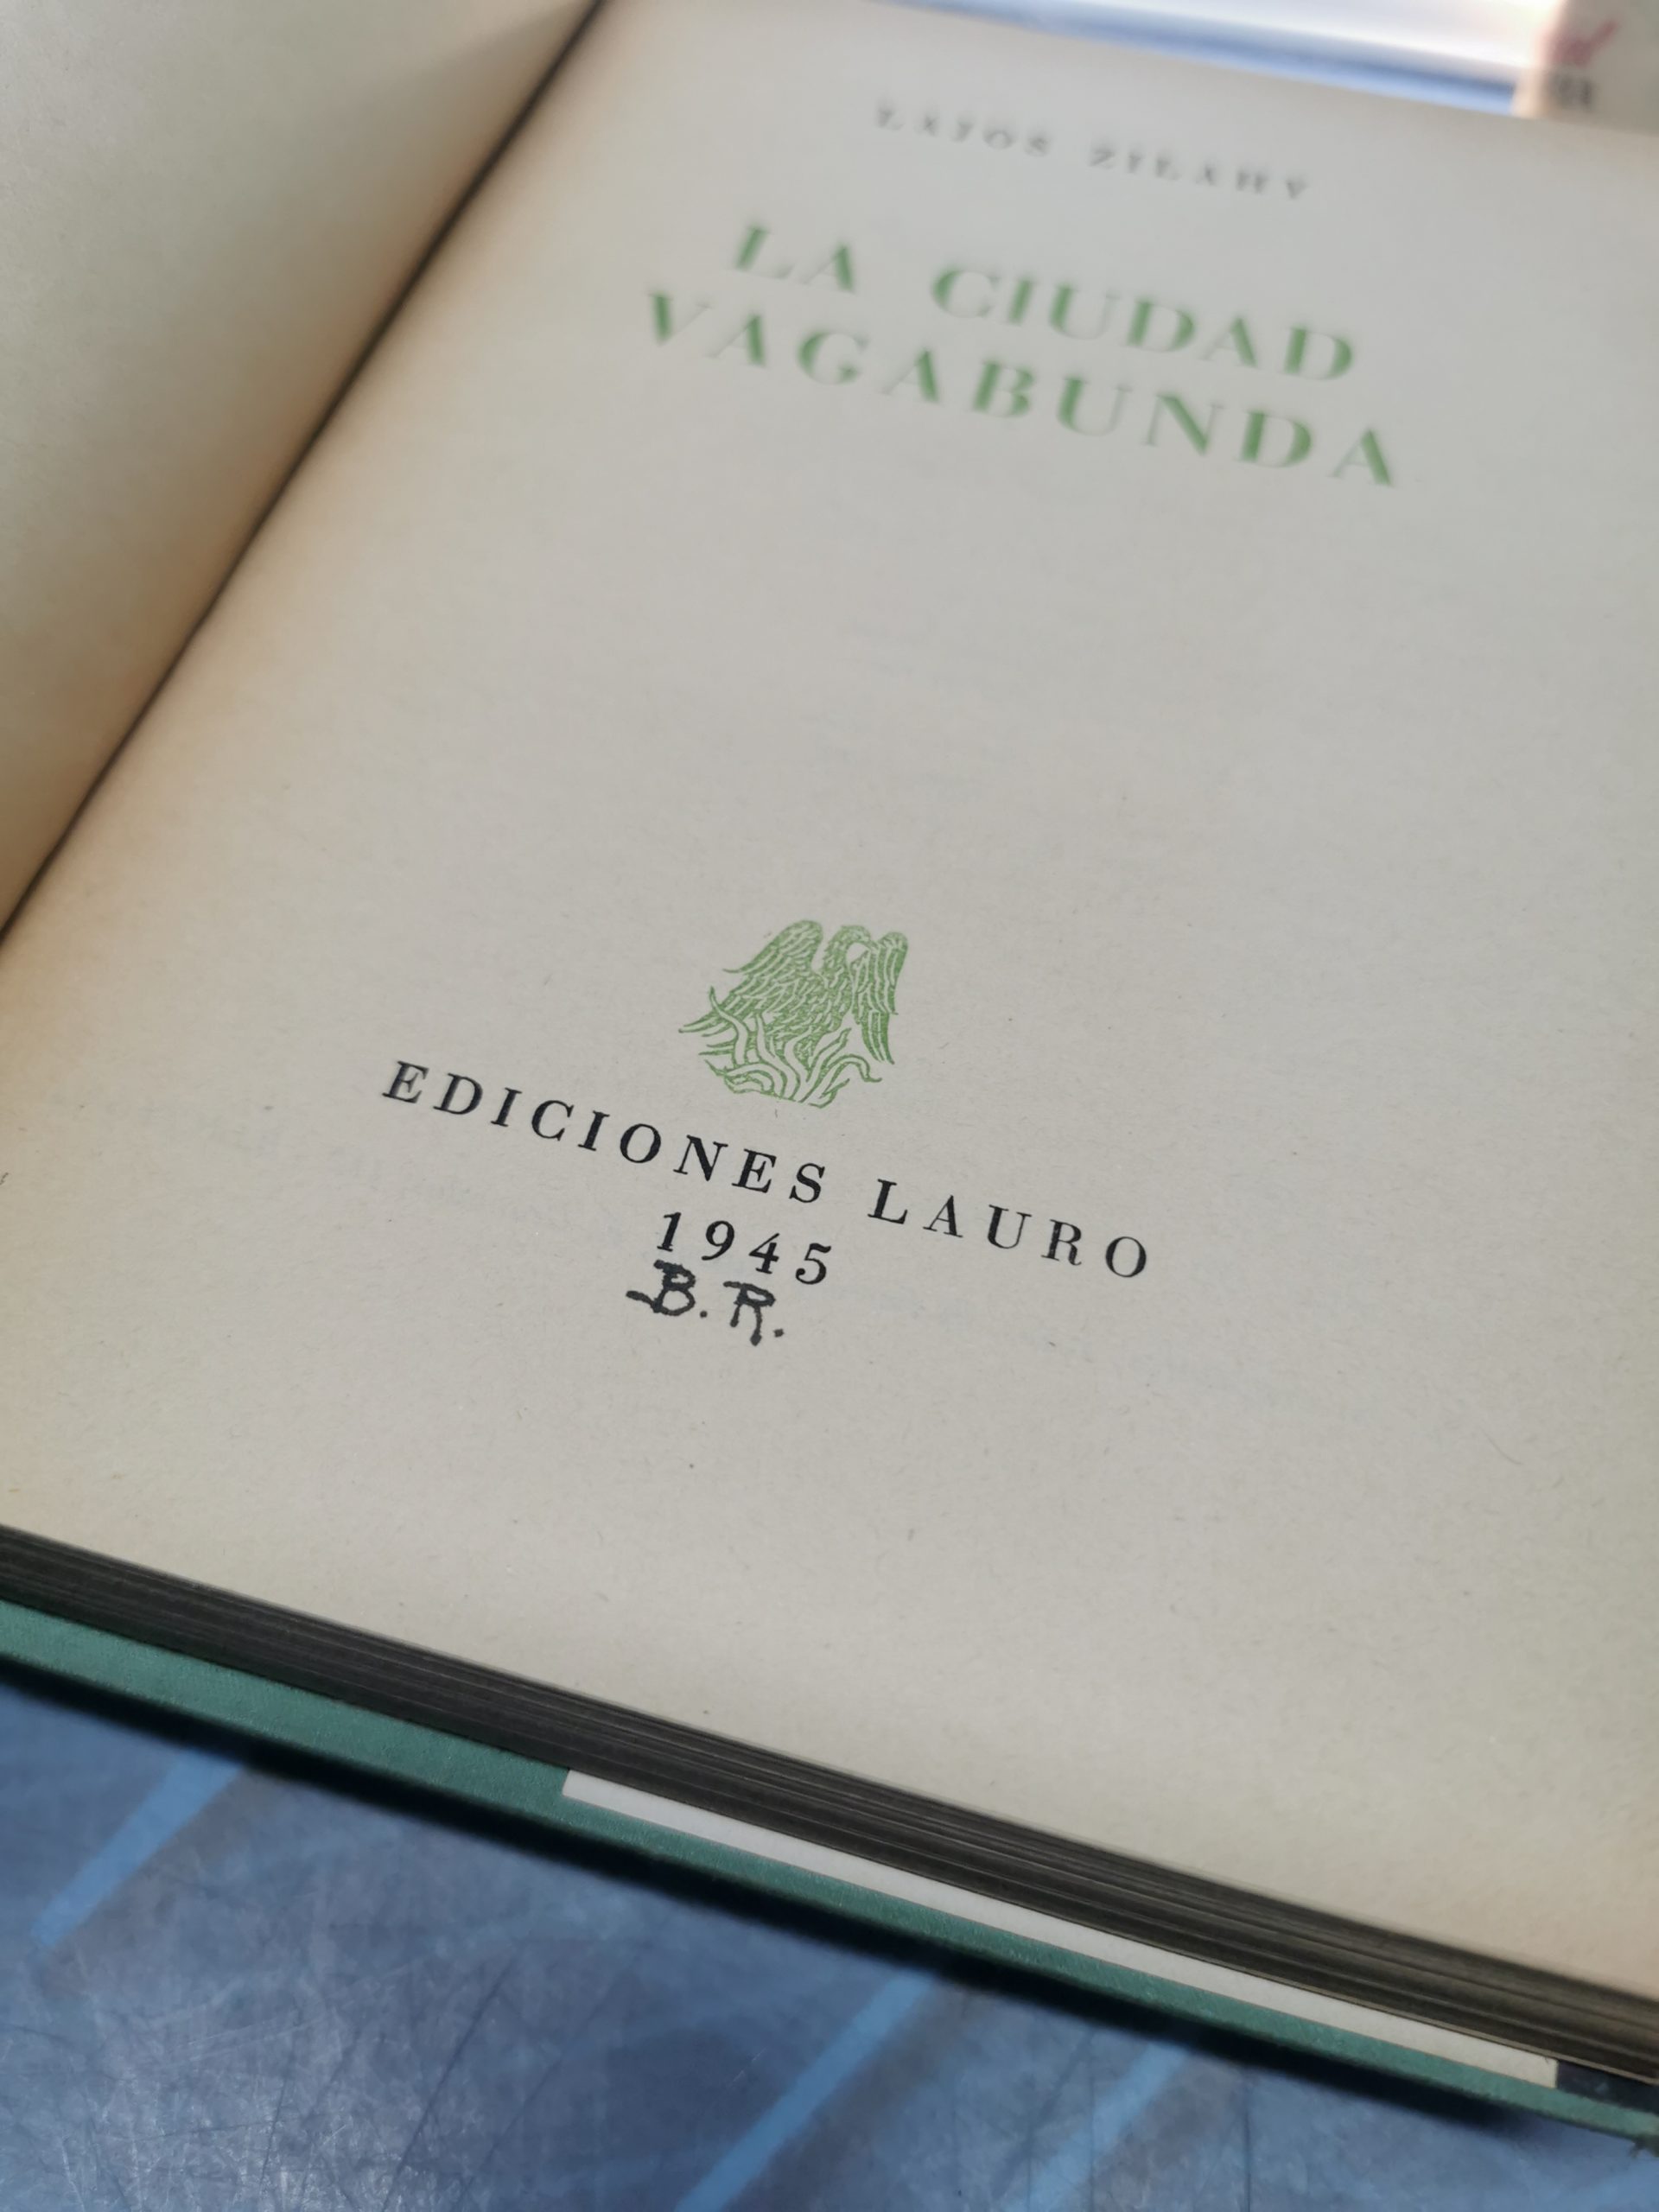 LAJOS ZILAHY
LA CIUDAD
VAGABUNDA
EDICIONES LAURO
1945
B.R.